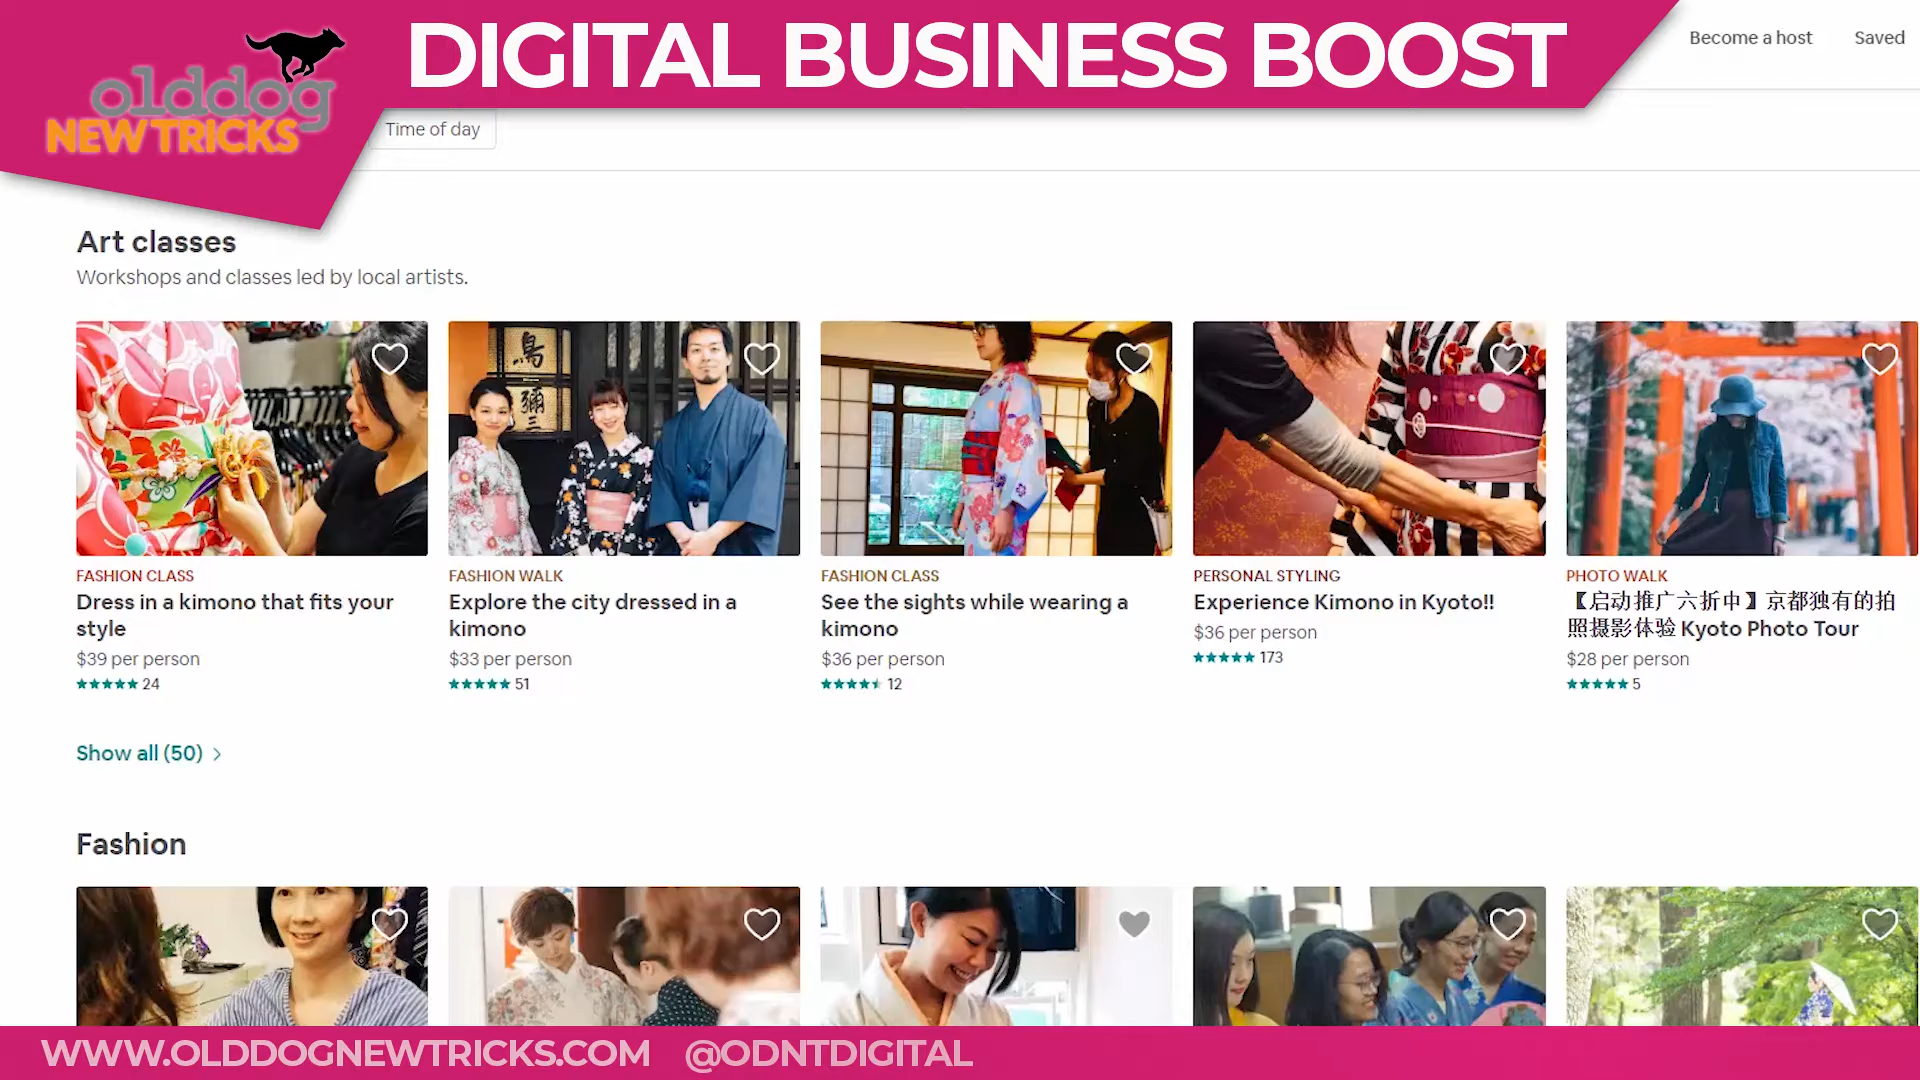 DIGITAL BUSINESS BOOST
Become a host
Saved
olddog
NEW TRICKS
Time of day
Art classes
Workshops and classes led by local artists.
鳥
彌
三
FASHION CLASS
Dress in a kimono that fits your
style
$39 per person
24
FASHION WALK
Explore the city dressed in a
kimono
$33 per person
51
FASHION CLASS
See the sights while wearing a
kimono
$36 per person
12
PERSONAL STYLING
Experience Kimono in Kyoto!!
$36 per person
173
PHOTO WALK
【启动推广六折中】京都独有的拍
照摄影体验 Kyoto Photo Tour
$28 per person
5
Show all (50) >
Fashion
WWW.OLDDOGNEWTRICKS.COM @ODNTDIGITAL